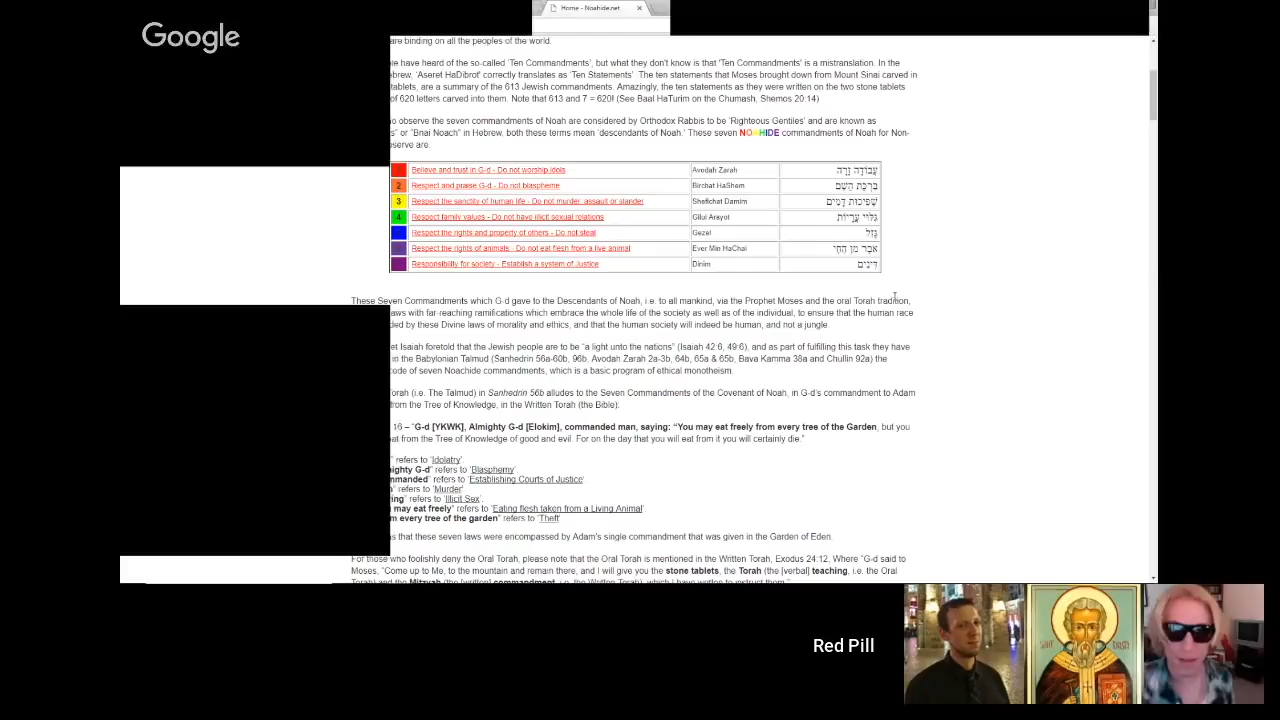 Home - Noahide.net
Google
are binding on all the peoples of the world.
have heard of the so-called 'Ten Commandments', but what they don't know is that 'Ten Commandments' is a mistranslation. In the
'Aseret HaDibrot' correctly translates as 'Ten Statements' The ten statements that Moses brought down from Mount Sinai carved in
tablets, are a summary of the 613 Jewish commandments. Amazingly, the ten statements as they were written on the two stone tablets
of 620 letters carved into them. Note that 613 and 7 = 620! (See Baal HaTurim on the Chumash, Shemos 20:14)
observe the seven commandments of Noah are considered by Orthodox Rabbis to be 'Righteous Gentiles' and are known as
or "Bnai Noach" in Hebrew, both these terms mean 'descendants of Noah.' These seven NOAHIDE commandments of Noah for Non-
serve are.
Believe and trust in G-d - Do not worship idols Avodah Zarah עֲבוֹדָה זָרָה
2 Respect and praise G-d - Do not blaspheme Birchat HaShem בִּרְכַּת הַשֵּׁם
3 Respect the sanctity of human life - Do not murder, assault or slander Shefichat Damim שְׁפִיכוּת דָּמִים
4 Respect family values - Do not have illicit sexual relations Gilui Arayot גִּלּוּי עֲרָיוֹת
Respect the rights and property of others - Do not steal Gezel גֶּזֶל
Respect the rights of animals - Do not eat flesh from a live animal Ever Min HaChai אֵבֶר מִן הַחַי
Responsibility for society - Establish a system of Justice Dinim דִּינִים
These Seven Commandments which G-d gave to the Descendants of Noah, i.e. to all mankind, via the Prophet Moses and the oral Torah tradition,
aws with far-reaching ramifications which embrace the whole life of the society as well as of the individual, to ensure that the human race
ded by these Divine laws of morality and ethics, and that the human society will indeed be human, and not a jungle.
et Isaiah foretold that the Jewish people are to be "a light unto the nations" (Isaiah 42:6, 49:6), and as part of fulfilling this task they have
in the Babylonian Talmud (Sanhedrin 56a-60b, 96b. Avodah Zarah 2a-3b, 64b, 65a & 65b, Bava Kamma 38a and Chullin 92a) the
code of seven Noachide commandments, which is a basic program of ethical monotheism.
orah (i.e. The Talmud) in Sanhedrin 56b alludes to the Seven Commandments of the Covenant of Noah, in G-d's commandment to Adam
from the Tree of Knowledge, in the Written Torah (the Bible):
16 – "G-d [YKWK], Almighty G-d [Elokim], commanded man, saying: "You may eat freely from every tree of the Garden, but you
at from the Tree of Knowledge of good and evil. For on the day that you will eat from it you will certainly die."
" refers to 'Idolatry'.
mighty G-d" refers to 'Blasphemy'.
mmanded" refers to 'Establishing Courts of Justice'.
n" refers to 'Murder'
ing" refers to 'Illicit Sex'.
may eat freely" refers to 'Eating flesh taken from a Living Animal'.
m every tree of the garden" refers to 'Theft'
s that these seven laws were encompassed by Adam's single commandment that was given in the Garden of Eden.
For those who foolishly deny the Oral Torah, please note that the Oral Torah is mentioned in the Written Torah, Exodus 24:12, Where "G-d said to
Moses. "Come up to Me, to the mountain and remain there, and I will give you the stone tablets, the Torah (the [verbal] teaching, i.e. the Oral
Torah) and the Mitzvah (the [written] commandment, i.e. the Written Torah), which I have written to instruct them."
Red Pill